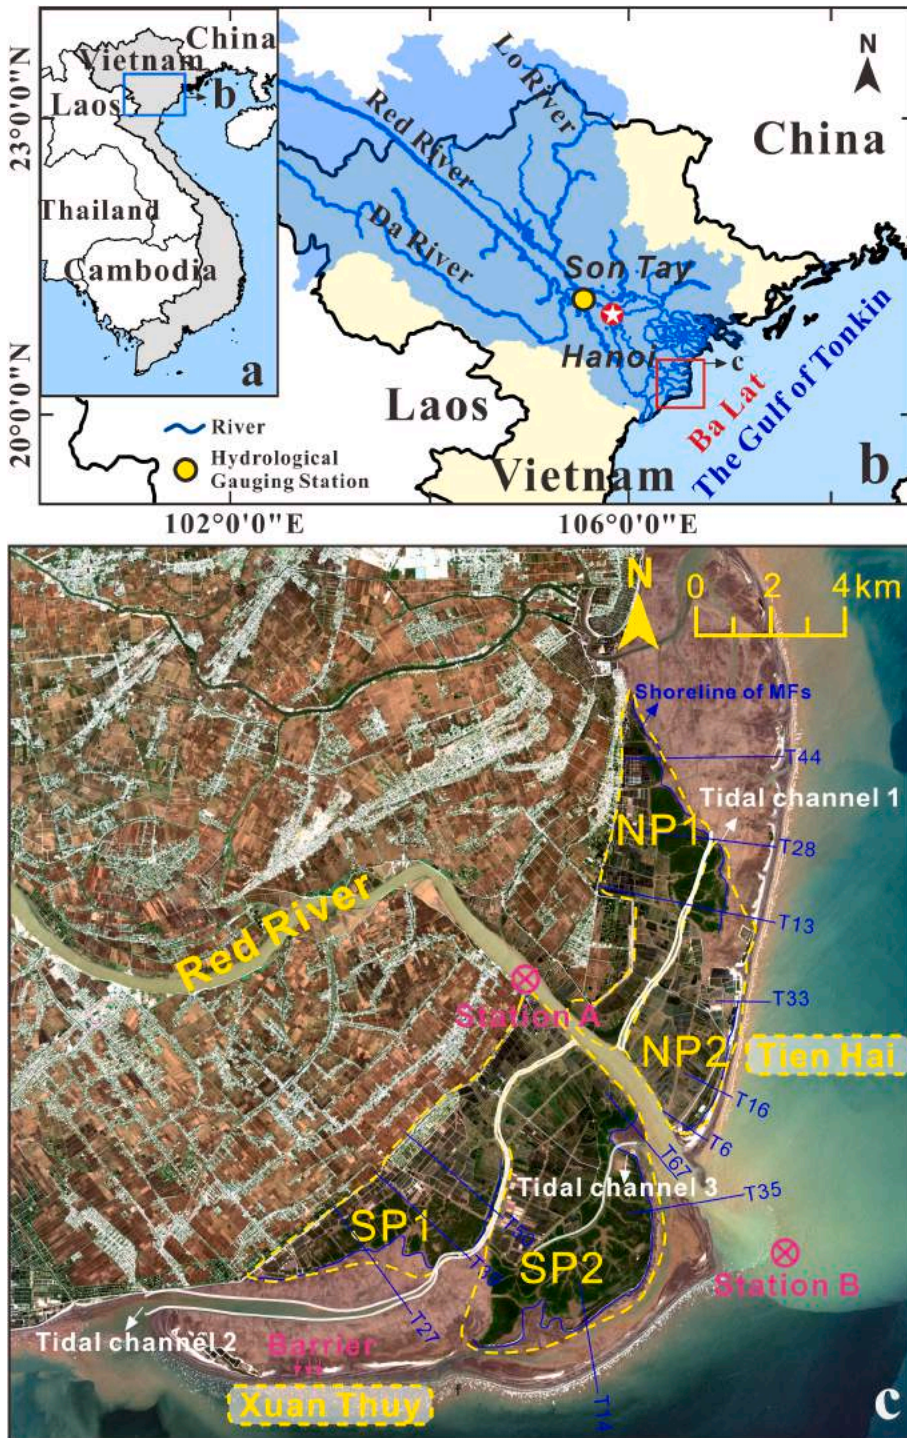 China
Vietnam
b
Laos
Thailand
Cambodia
a
23°0'0"N
20°0'0"N
Lo River
Red River
Da River
N
China
Son Tay
Hanoi
c
Laos
Ba Lat
The Gulf of Tonkin
River
Hydrological
Gauging Station
Vietnam
b
102°0'0"E
106°0'0"E
N
0 2 4km
Shoreline of MFs
T44
Tidal channel 1
NP1
T28
T13
Red River
Station A
T33
NP2
Tien Hai
T16
T6
T67
Tidal channel 3
T35
SP1
SP2
Station B
T27
Tidal channel 2
Barrier
Xuan Thuy
T14
c